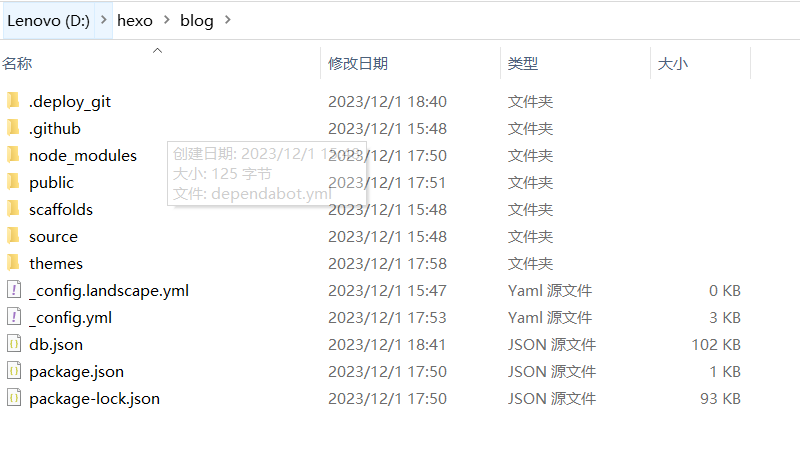 Lenovo (D:) > hexo > blog >
名称 修改日期 类型 大小
.deploy_git 2023/12/1 18:40 文件夹
.github 2023/12/1 15:48 文件夹
node_modules 2023/12/1 17:50 文件夹
创建日期: 2023/12/1 15:48
大小: 125 字节
文件: dependabot.yml
public 2023/12/1 17:51 文件夹
scaffolds 2023/12/1 15:48 文件夹
source 2023/12/1 15:48 文件夹
themes 2023/12/1 17:58 文件夹
_config.landscape.yml 2023/12/1 15:47 Yaml 源文件 0 KB
_config.yml 2023/12/1 17:53 Yaml 源文件 3 KB
db.json 2023/12/1 18:41 JSON 源文件 102 KB
package.json 2023/12/1 17:50 JSON 源文件 1 KB
package-lock.json 2023/12/1 17:50 JSON 源文件 93 KB